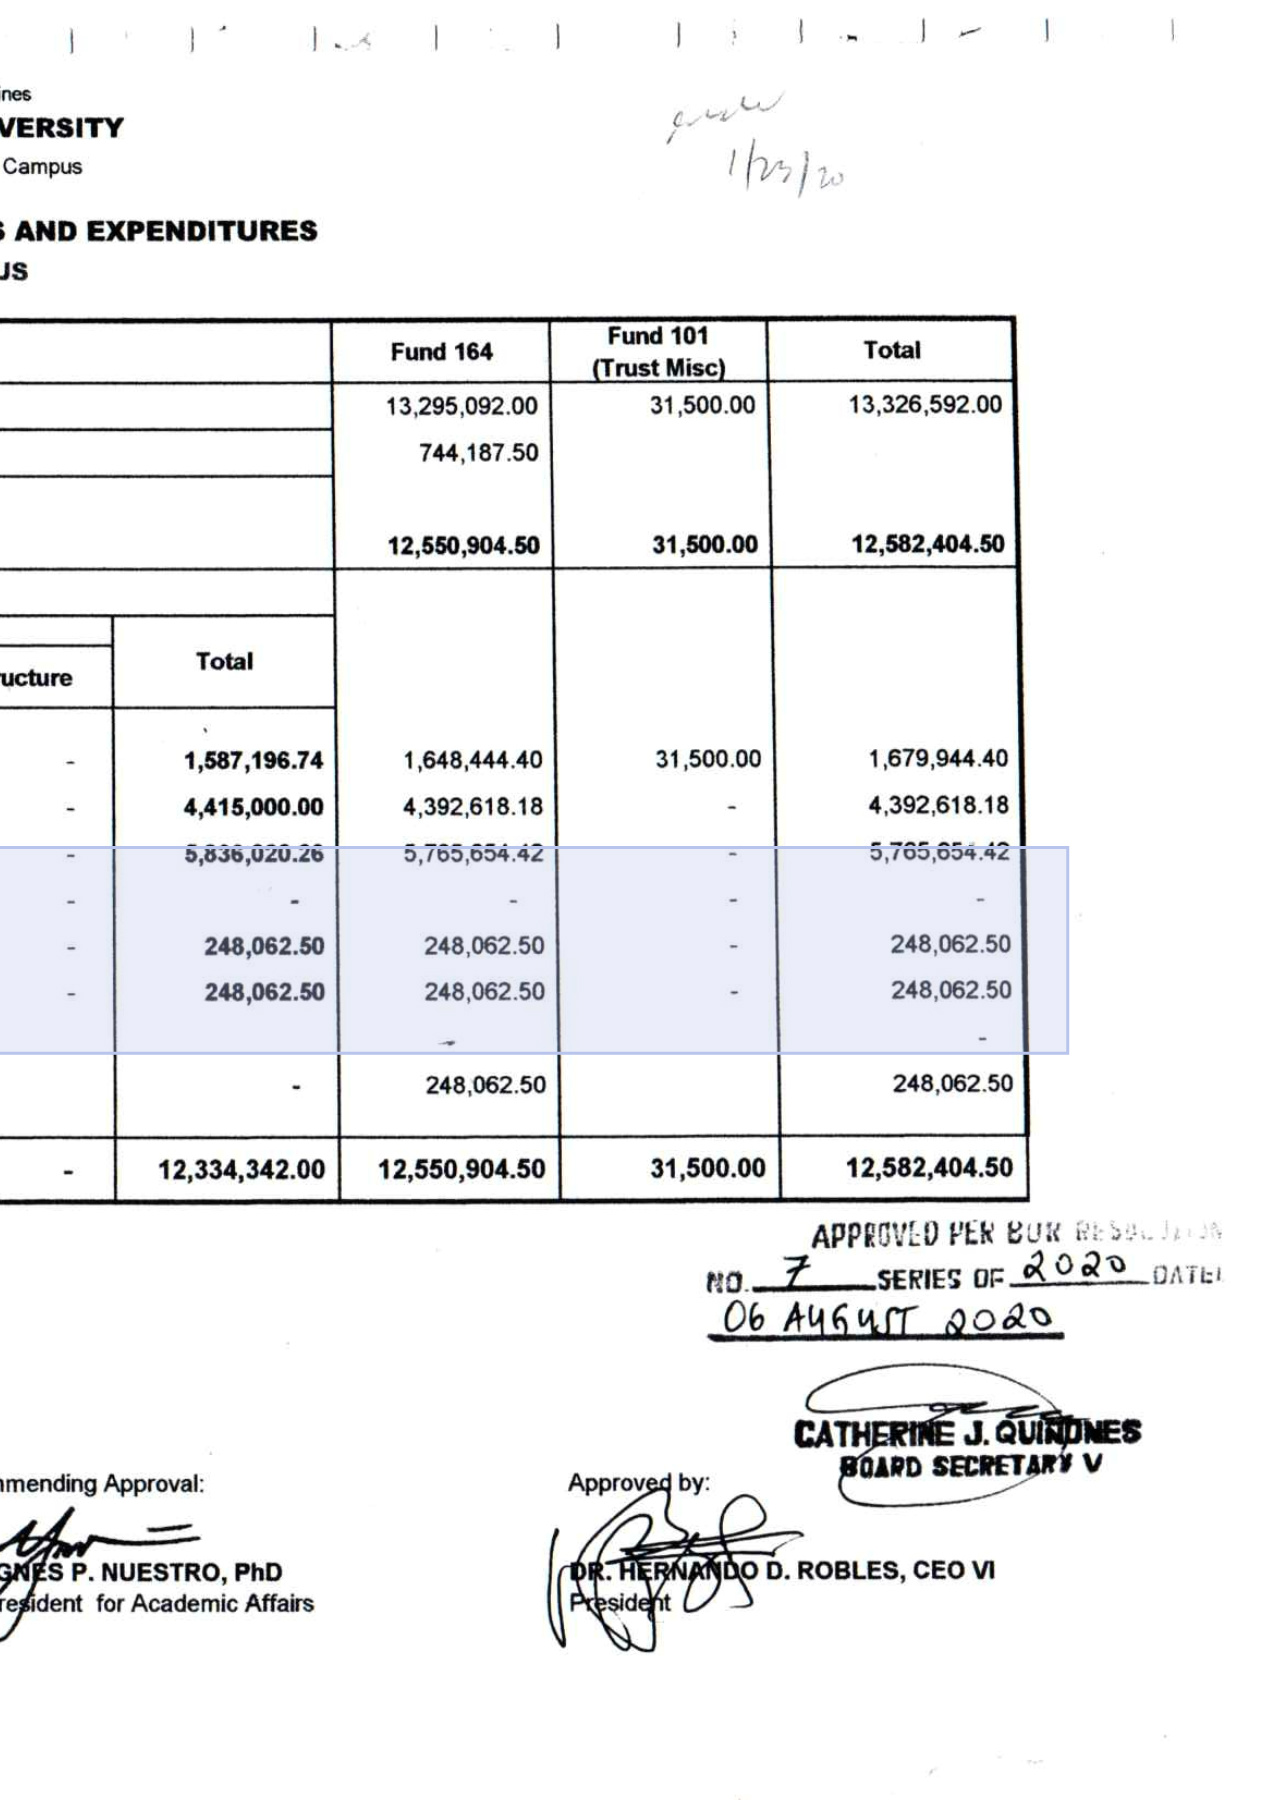 ines
VERSITY
Campus
1/23/20
S AND EXPENDITURES
US
Fund 164 Fund 101 (Trust Misc) Total
13,295,092.00 31,500.00 13,326,592.00
744,187.50
12,550,904.50 31,500.00 12,582,404.50
ucture Total
- 1,587,196.74 1,648,444.40 31,500.00 1,679,944.40
- 4,415,000.00 4,392,618.18 - 4,392,618.18
- 5,836,020.26 5,765,654.42 - 5,765,654.42
- - - - -
- 248,062.50 248,062.50 - 248,062.50
- 248,062.50 248,062.50 - 248,062.50
- -
- 248,062.50 248,062.50
- 12,334,342.00 12,550,904.50 31,500.00 12,582,404.50
APPROVED PER BOR RESOLUTION
NO. 7 SERIES OF 2020 DATE
06 AUGUST 2020
CATHERINE J. QUINONES
BOARD SECRETARY V
mmending Approval: Approved by:
GNES P. NUESTRO, PhD DR. HERNANDO D. ROBLES, CEO VI
resident for Academic Affairs President